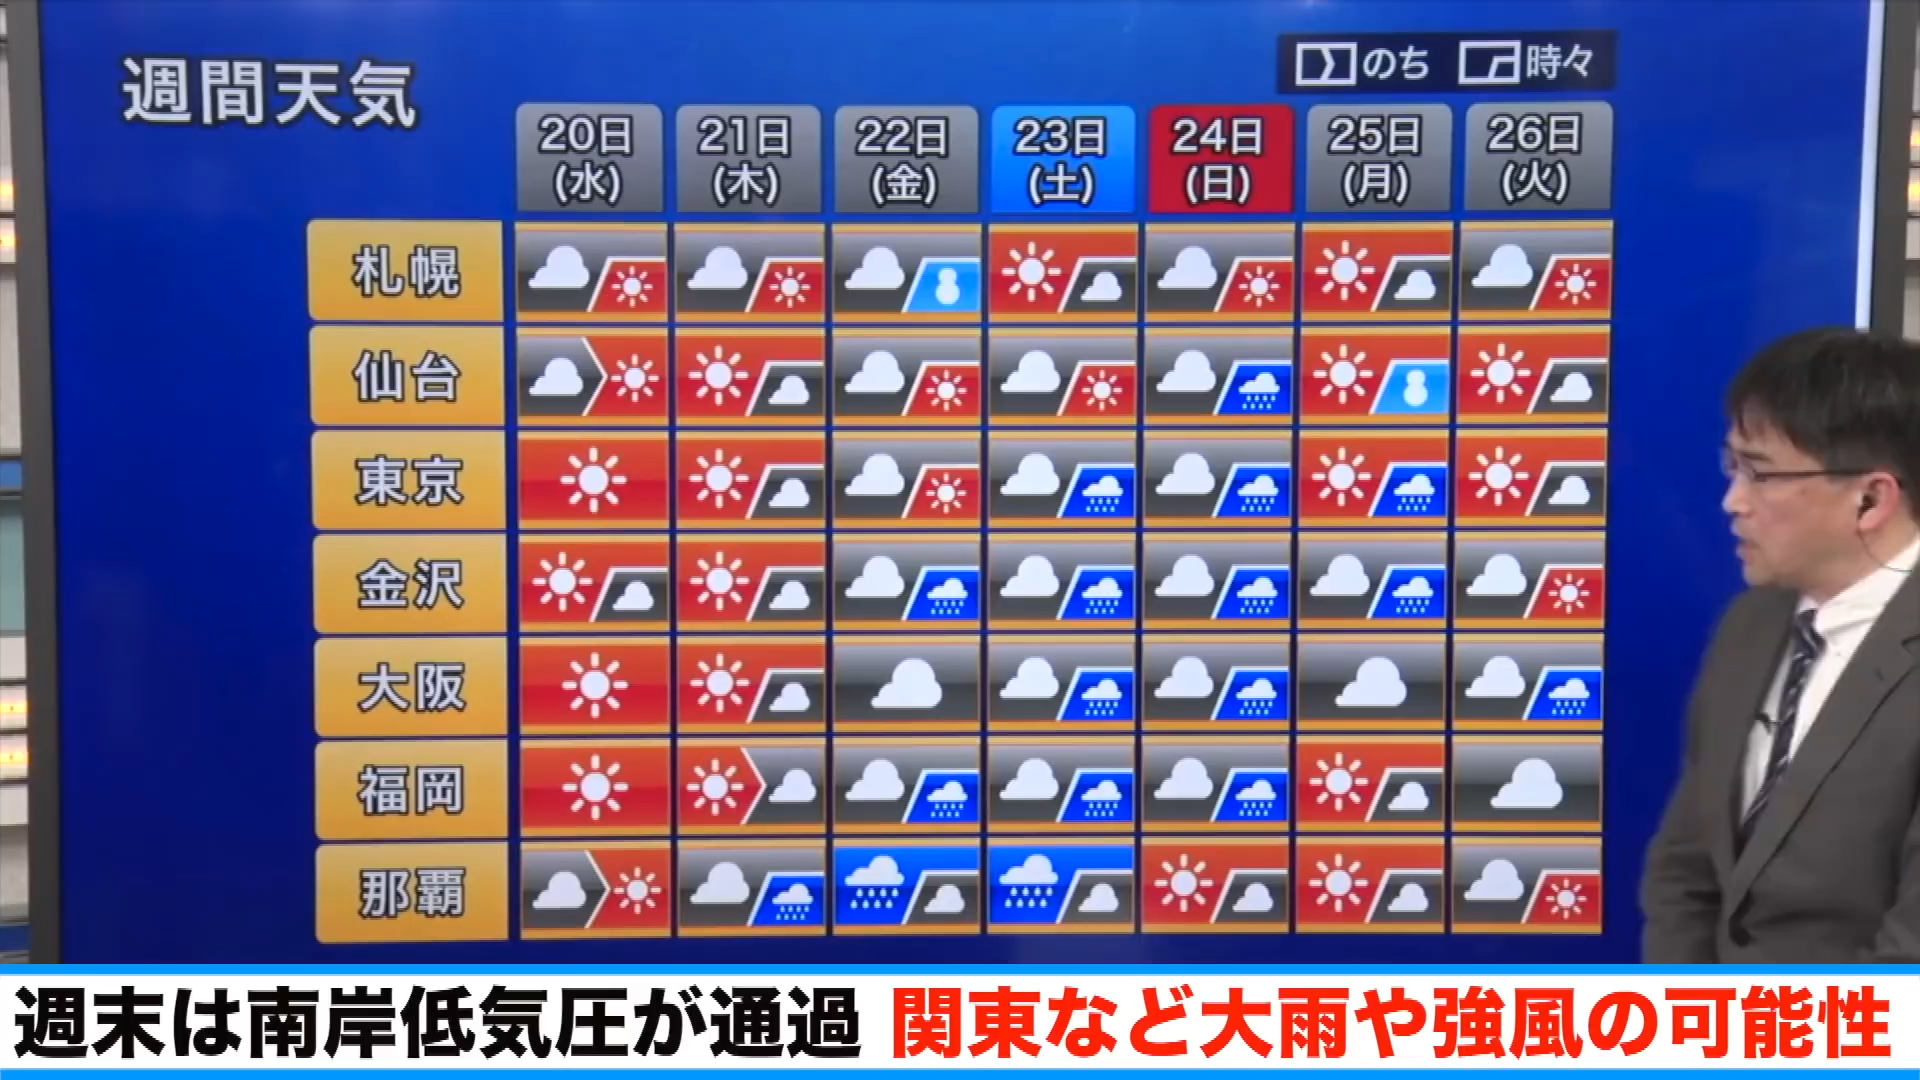 週間天気
のち 時々
20日 21日 22日 23日 24日 25日 26日
(水) (木) (金) (土) (日) (月) (火)
札幌
仙台
東京
金沢
大阪
福岡
那覇
週末は南岸低気圧が通過 関東など大雨や強風の可能性